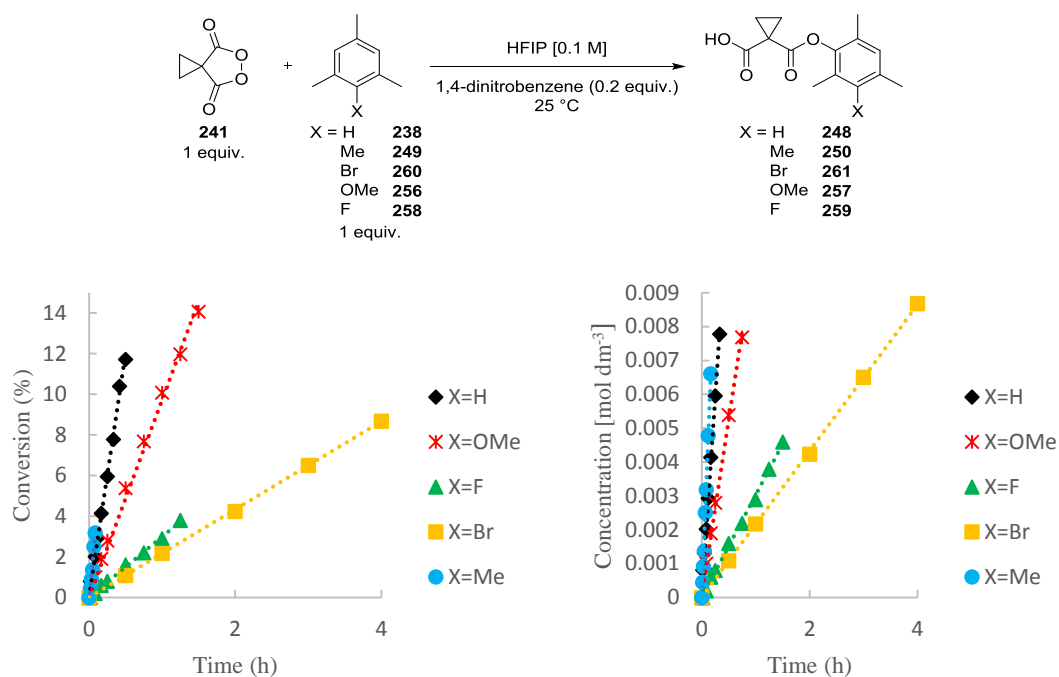 O
O
O
O
+
X
HFIP [0.1 M]
1,4-dinitrobenzene (0.2 equiv.)
25 °C
HO
O
O
O
X
241
1 equiv.
X = H 238
Me 249
Br 260
OMe 256
F 258
1 equiv.
X = H 248
Me 250
Br 261
OMe 257
F 259
Conversion (%)
14
12
10
8
6
4
2
0
0 2 4
Time (h)
X=H
X=OMe
X=F
X=Br
X=Me
Concentration [mol dm-³]
0.009
0.008
0.007
0.006
0.005
0.004
0.003
0.002
0.001
0
0 2 4
Time (h)
X=H
X=OMe
X=F
X=Br
X=Me